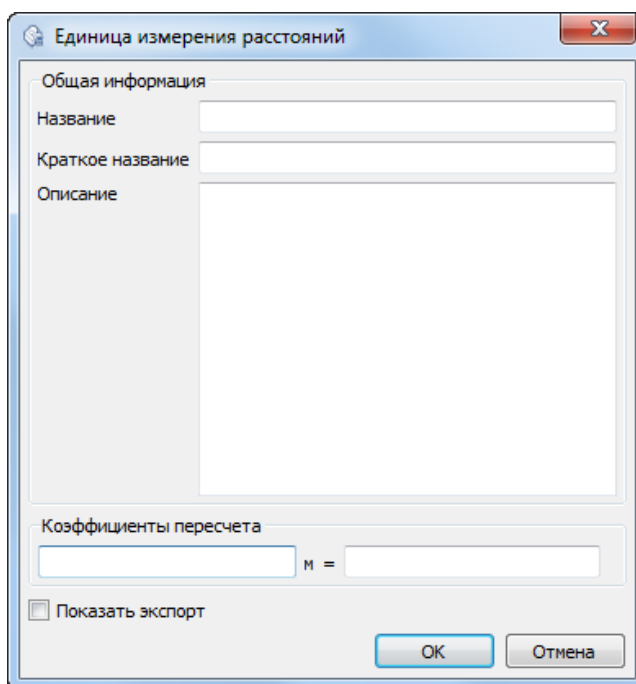 Единица измерения расстояний
Общая информация
Название
Краткое название
Описание
Коэффициенты пересчета
м =
Показать экспорт
OK
Отмена